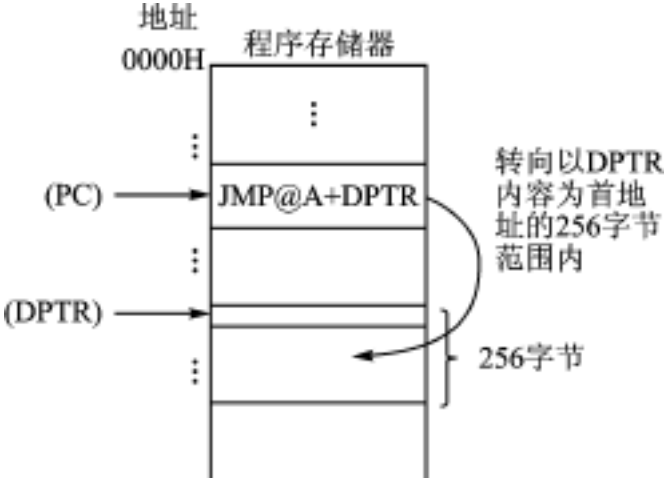 地址
程序存储器
0000H
⋮
⋮
(PC)
JMP@A+DPTR
转向以DPTR
内容为首地
址的256字节
范围内
⋮
(DPTR)
256字节
⋮